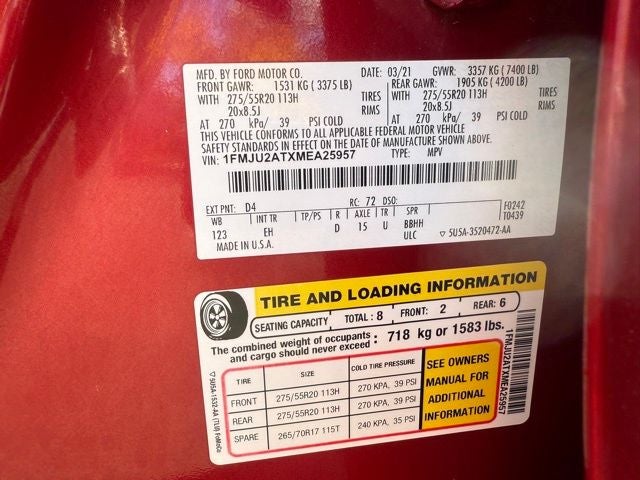 MFD. BY FORD MOTOR CO.
DATE: 03/21 GVWR: 3357 KG (7400 LB)
FRONT GAWR: 1531 KG (3375 LB)
REAR GAWR: 1905 KG (4200 LB)
WITH 275/55R20 113H TIRES
WITH 275/55R20 113H TIRES
20x8.5J RIMS
20x8.5J RIMS
AT 270 kPa/ 39 PSI COLD
AT 270 kPa/ 39 PSI COLD
THIS VEHICLE CONFORMS TO ALL APPLICABLE FEDERAL MOTOR VEHICLE
SAFETY STANDARDS IN EFFECT ON THE DATE OF MANUFACTURE SHOWN ABOVE.
VIN: 1FMJU2ATXMEA25957 TYPE: MPV
EXT PNT: D4 RC: 72 DSO: F0242
WB INT TR TP/PS R AXLE TR SPR T0439
123 EH D 15 U BBHH
ULC
MADE IN U.S.A. ▽ 5USA-3520472-AA
TIRE AND LOADING INFORMATION
SEATING CAPACITY TOTAL: 8 FRONT: 2 REAR: 6
The combined weight of occupants and cargo should never exceed : 718 kg or 1583 lbs.
TIRE SIZE COLD TIRE PRESSURE
FRONT 275/55R20 113H 270 KPA, 39 PSI
REAR 275/55R20 113H 270 KPA, 39 PSI
SPARE 265/70R17 115T 240 KPA, 35 PSI
SEE OWNERS
MANUAL FOR
ADDITIONAL
INFORMATION
▽ 5USA-1532-AA (TLU) FoMoCo
1FMJU2ATXMEA25957